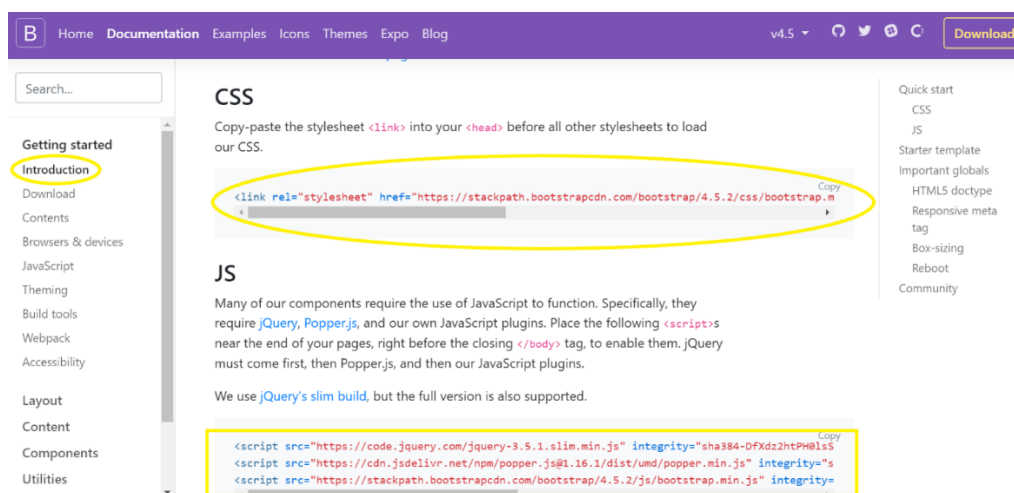 B Home Documentation Examples Icons Themes Expo Blog v4.5 Download
Search...
Getting started
Introduction
Download
Contents
Browsers & devices
JavaScript
Theming
Build tools
Webpack
Accessibility
Layout
Content
Components
Utilities
CSS
Copy-paste the stylesheet <link> into your <head> before all other stylesheets to load
our CSS.
Copy
<link rel="stylesheet" href="https://stackpath.bootstrapcdn.com/bootstrap/4.5.2/css/bootstrap.m
JS
Many of our components require the use of JavaScript to function. Specifically, they
require jQuery, Popper.js, and our own JavaScript plugins. Place the following <script>s
near the end of your pages, right before the closing </body> tag, to enable them. jQuery
must come first, then Popper.js, and then our JavaScript plugins.
We use jQuery's slim build, but the full version is also supported.
Copy
<script src="https://code.jquery.com/jquery-3.5.1.slim.min.js" integrity="sha384-DfXdz2htPH0lsS
<script src="https://cdn.jsdelivr.net/npm/popper.js@1.16.1/dist/umd/popper.min.js" integrity="s
<script src="https://stackpath.bootstrapcdn.com/bootstrap/4.5.2/js/bootstrap.min.js" integrity=
Quick start
CSS
JS
Starter template
Important globals
HTML5 doctype
Responsive meta
tag
Box-sizing
Reboot
Community